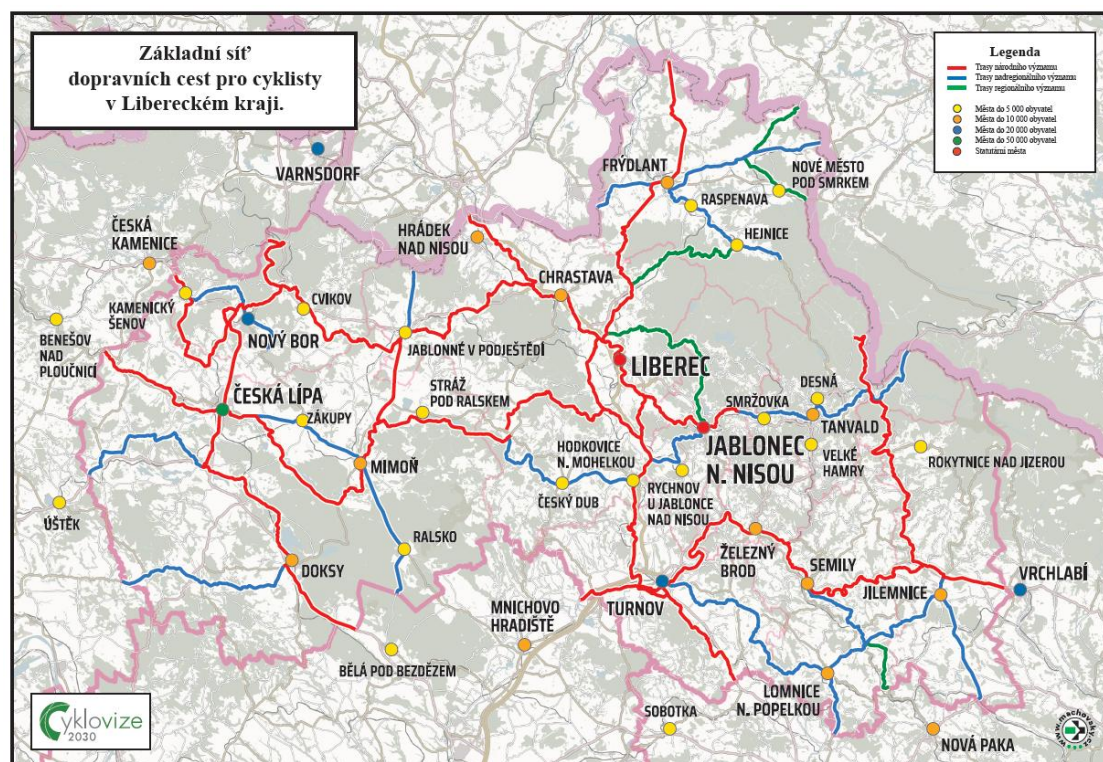 Základní síť
dopravních cest pro cyklisty
v Libereckém kraji.
Legenda
Trasy národního významu
Trasy nadregionálního významu
Trasy regionálního významu
Města do 5 000 obyvatel
Města do 10 000 obyvatel
Města do 20 000 obyvatel
Města do 50 000 obyvatel
Statutární města
VARNSDORF
FRÝDLANT
NOVÉ MĚSTO
POD SMRKEM
RASPENAVA
ČESKÁ
KAMENICE
HRÁDEK
NAD NISOU
HEJNICE
CHRASTAVA
KAMENICKÝ
ŠENOV
CVIKOV
NOVÝ BOR
BENEŠOV
NAD
PLOUČNICÍ
JABLONNÉ V PODJEŠTĚDÍ
LIBEREC
STRÁŽ
POD RALSKEM
ČESKÁ LÍPA
ZÁKUPY
SMRŽOVKA
DESNÁ
TANVALD
JABLONEC
N. NISOU
VELKÉ
HAMRY
ROKYTNICE NAD JIZEROU
HODKOVICE
N. MOHELKOU
MIMOŇ
ČESKÝ DUB
RYCHNOV
U JABLONCE
NAD NISOU
ÚŠTĚK
RALSKO
DOKSY
ŽELEZNÝ
BROD
SEMILY
JILEMNICE
VRCHLABÍ
TURNOV
MNICHOVO
HRADIŠTĚ
BĚLÁ POD BEZDĚZEM
LOMNICE
N. POPELKOU
SOBOTKA
NOVÁ PAKA
Cyklovize
2030
www.machovsky.cz